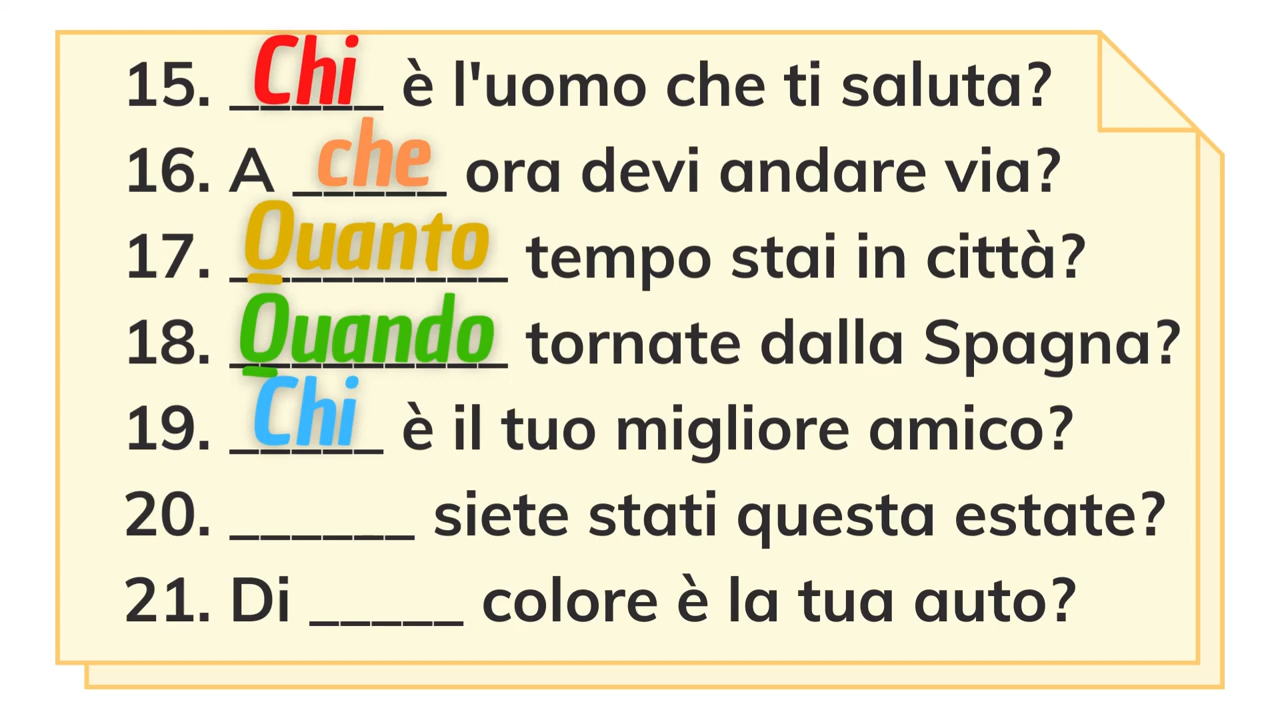 15. Chi è l'uomo che ti saluta?
16. A che ora devi andare via?
17. Quanto tempo stai in città?
18. Quando tornate dalla Spagna?
19. Chi è il tuo migliore amico?
20. ______ siete stati questa estate?
21. Di _____ colore è la tua auto?